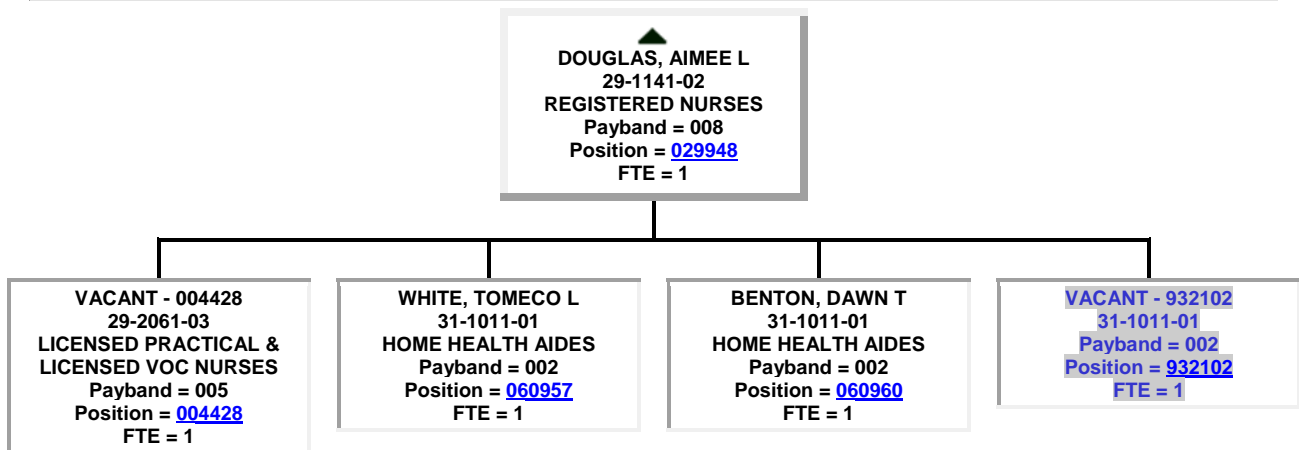 DOUGLAS, AIMEE L
29-1141-02
REGISTERED NURSES
Payband = 008
Position = 029948
FTE = 1
VACANT - 004428
29-2061-03
LICENSED PRACTICAL &
LICENSED VOC NURSES
Payband = 005
Position = 004428
FTE = 1
WHITE, TOMECO L
31-1011-01
HOME HEALTH AIDES
Payband = 002
Position = 060957
FTE = 1
BENTON, DAWN T
31-1011-01
HOME HEALTH AIDES
Payband = 002
Position = 060960
FTE = 1
VACANT - 932102
31-1011-01
Payband = 002
Position = 932102
FTE = 1